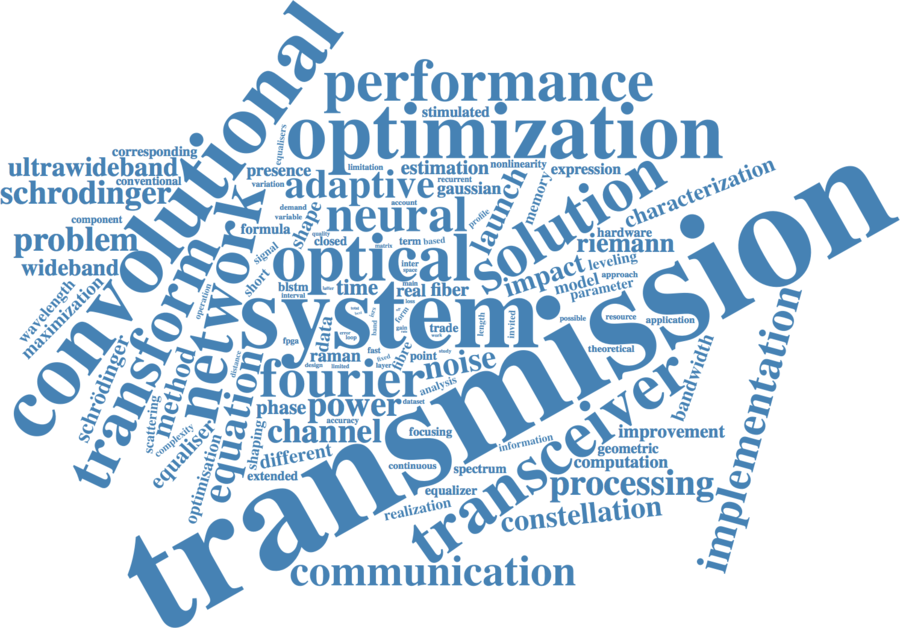 convolutional
performance
stimulated
optimization
equalisers
corresponding
ultrawideband
conventional
schrodinger
presence
limitation
estimation
nonlinearity
expression
variation
adaptive
recurrent
gaussian
launch
memory
solution
characterization
component
problem
wideband
transform
network
formula
shape
demand
variable
account
neural
profile
hardware
riemann
quality
closed
matrix
term
based
signal
optical
inter
space
impact
leveling
approach
model
parameter
wavelength
maximization
operation
short
blstm
interval
time
main
real fiber
system
transmission
data
fpga
form
gain
band
trade
work
length
invited
possible
resource
application
schrödinger
scattering
method
complexity
equaliser
optimisation
equation
distance
raman
design
limited
error
loop
fast
fixed
layer
fibre
point
study
noise
theoretical
fourier
analysis
phase
power
dataset
accuracy
channel
focusing
transceiver
bandwidth
implementation
shaping
different
extended
continuous
spectrum
information
improvement
geometric
computation
equalizer
processing
realization
constellation
communication